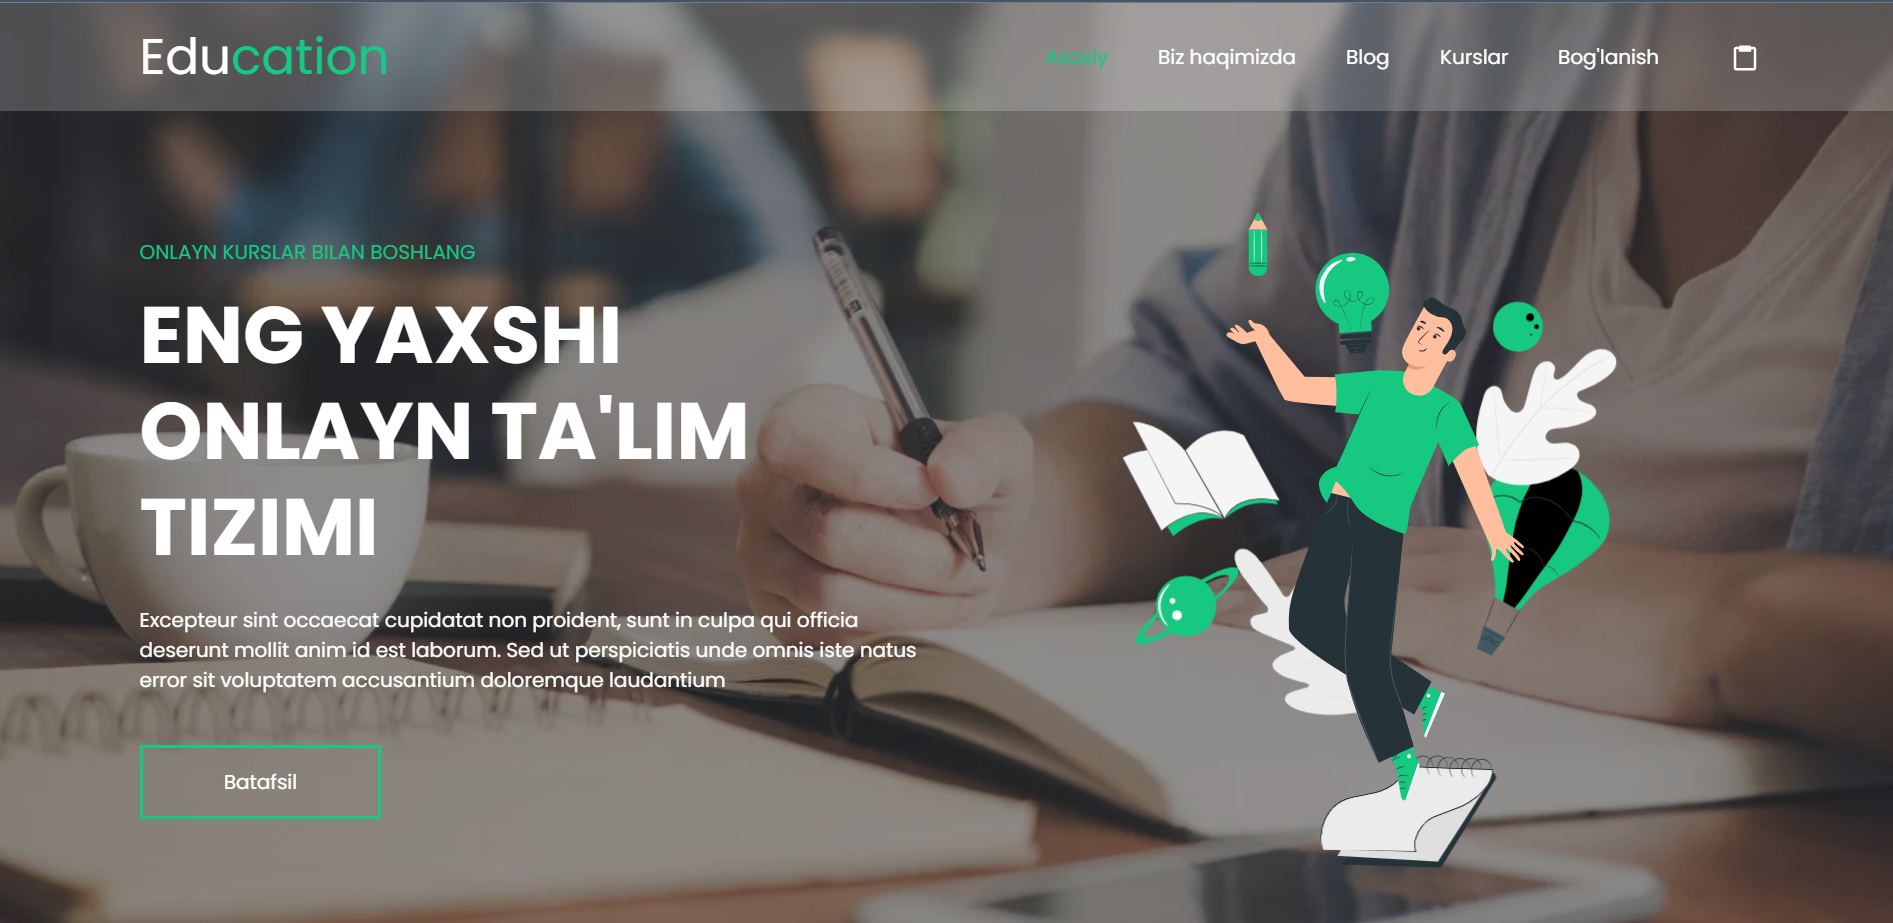 Education
Asosiy Biz haqimizda Blog Kurslar Bog'lanish
ONLAYN KURSLAR BILAN BOSHLANG
ENG YAXSHI
ONLAYN TA'LIM
TIZIMI
Excepteur sint occaecat cupidatat non proident, sunt in culpa qui officia
deserunt mollit anim id est laborum. Sed ut perspiciatis unde omnis iste natus
error sit voluptatem accusantium doloremque laudantium
Batafsil